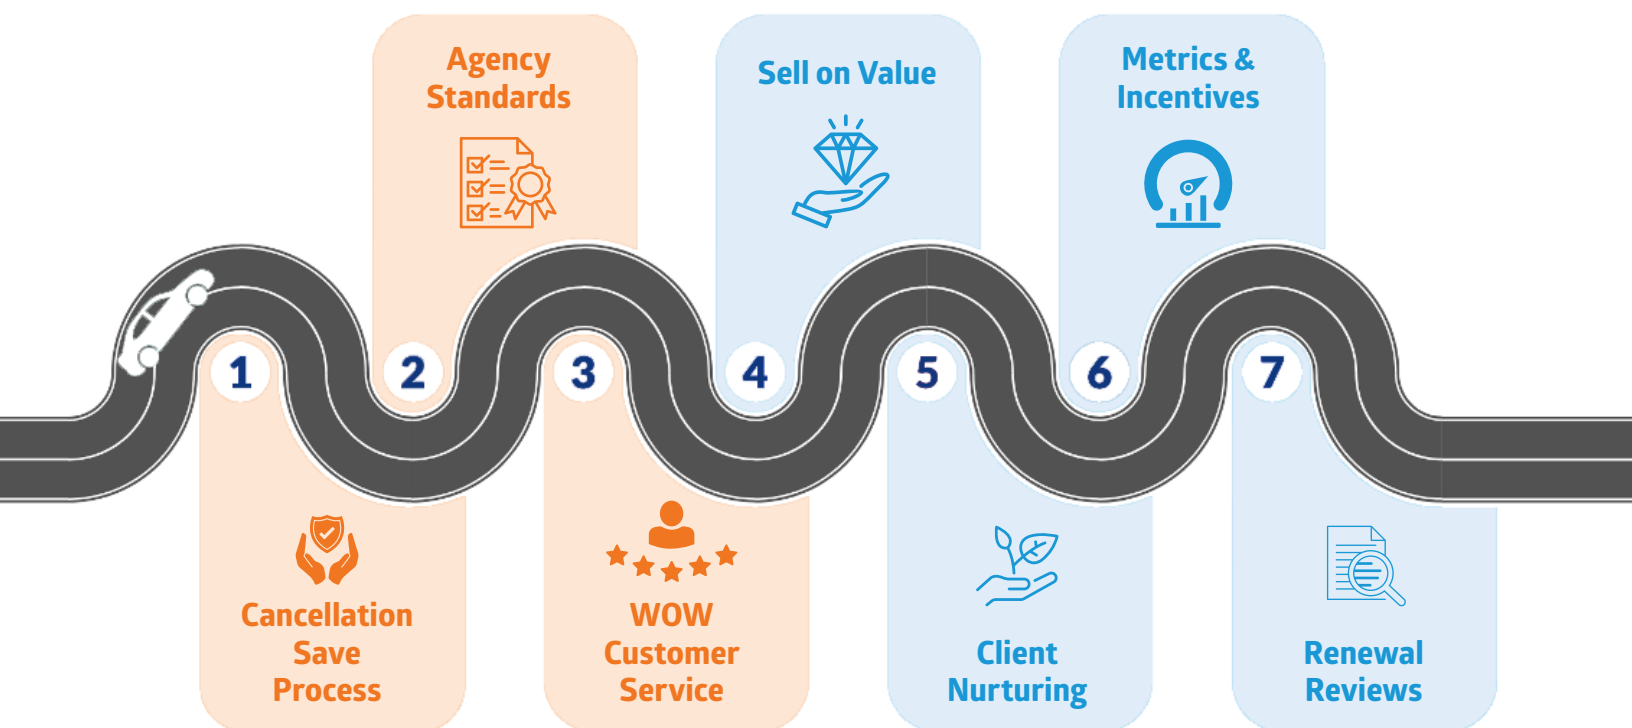 Agency
Standards
Sell on Value
Metrics &
Incentives
1
2
3
4
5
6
7
Cancellation
Save
Process
WOW
Customer
Service
Client
Nurturing
Renewal
Reviews